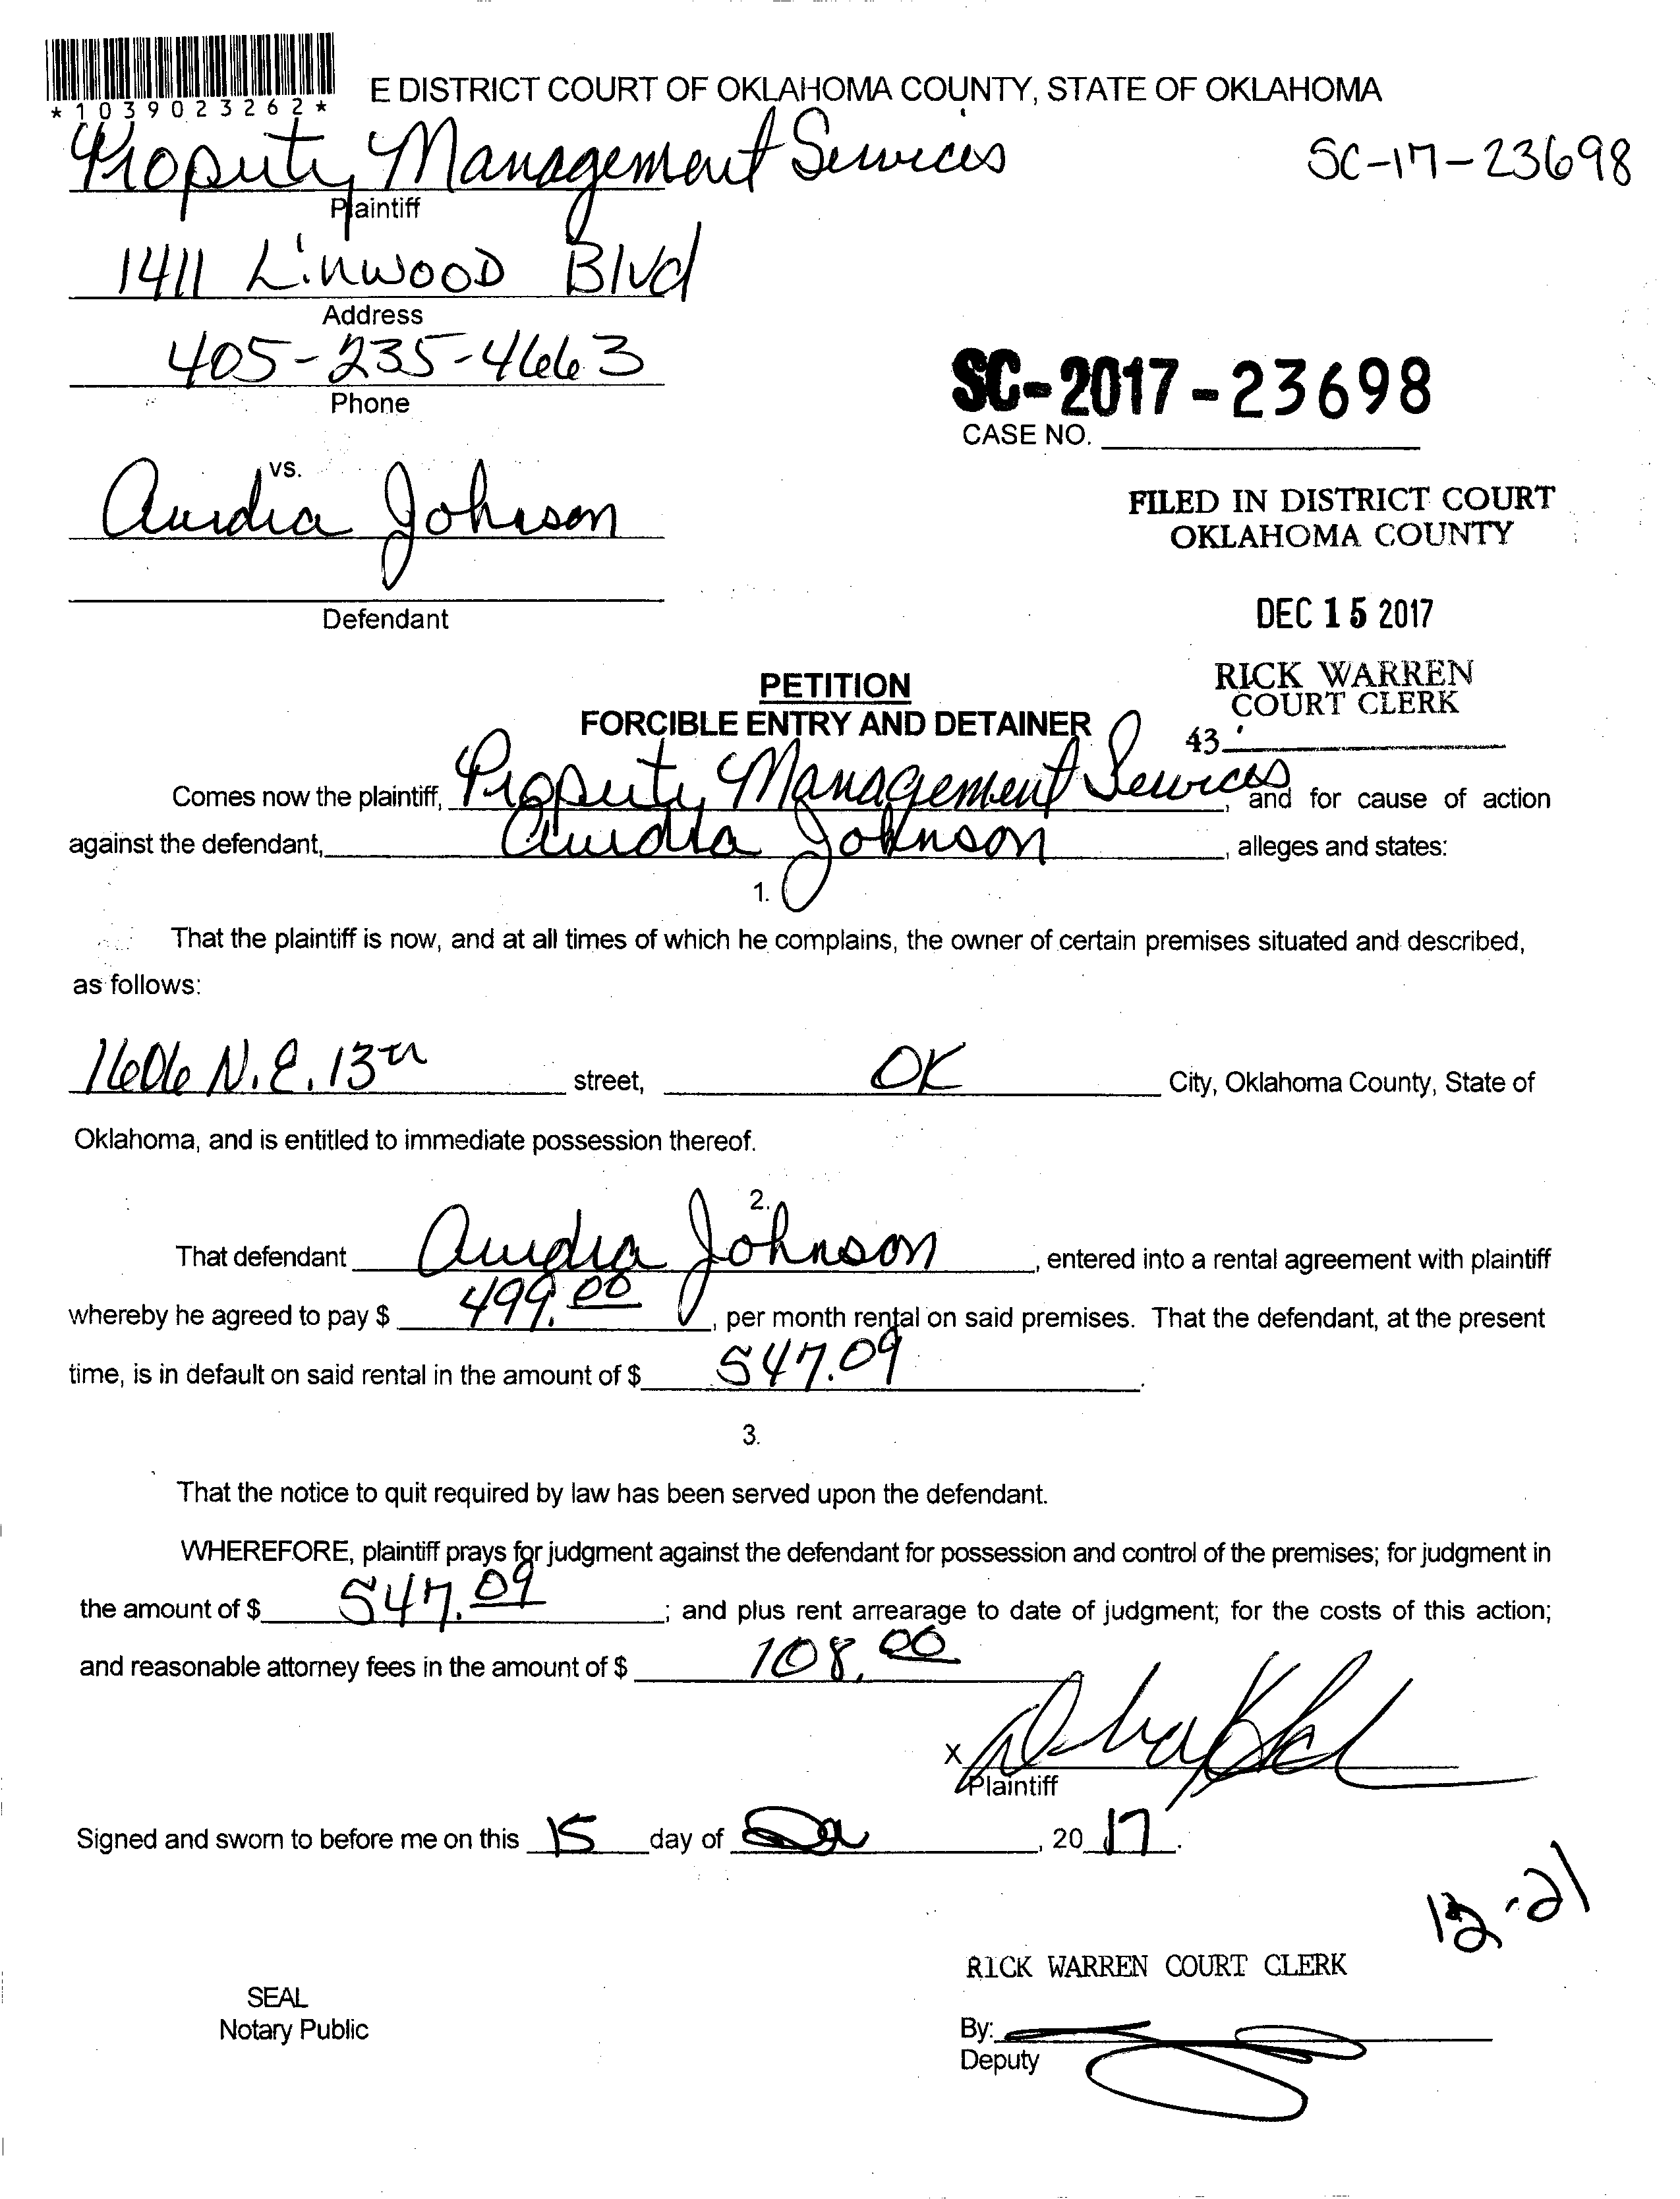 *1039023262*
E DISTRICT COURT OF OKLAHOMA COUNTY, STATE OF OKLAHOMA
Property Management Services
SC-17-23698
Plaintiff
1411 Linwood Blvd
Address
405-235-4663
Phone
SC-2017-23698
CASE NO.
vs.
Johnson
Defendant
FILED IN DISTRICT COURT
OKLAHOMA COUNTY
DEC 15 2017
RICK WARREN
COURT CLERK
43
PETITION
FORCIBLE ENTRY AND DETAINER
Comes now the plaintiff, Property Management Services, and for cause of action
against the defendant, Johnson, alleges and states:
1.
That the plaintiff is now, and at all times of which he complains, the owner of certain premises situated and described,
as follows:
1606 N.E. 13th street, OK City, Oklahoma County, State of
Oklahoma, and is entitled to immediate possession thereof.
2.
That defendant Johnson, entered into a rental agreement with plaintiff
whereby he agreed to pay $ 499.00, per month rental on said premises. That the defendant, at the present
time, is in default on said rental in the amount of $ 547.09.
3.
That the notice to quit required by law has been served upon the defendant.
WHEREFORE, plaintiff prays for judgment against the defendant for possession and control of the premises; for judgment in
the amount of $ 547.09; and plus rent arrearage to date of judgment; for the costs of this action;
and reasonable attorney fees in the amount of $ 108.00
X
Plaintiff
Signed and sworn to before me on this 15 day of , 2017.
12-21
RICK WARREN COURT CLERK
SEAL
Notary Public
By:
Deputy